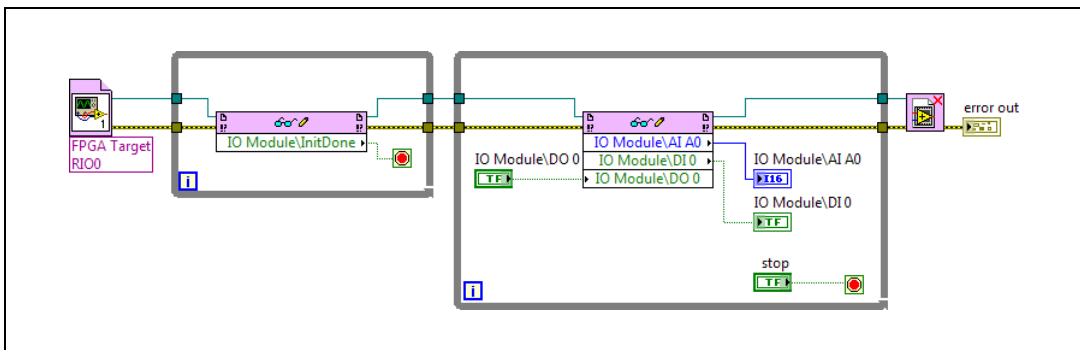 1
FPGA Target
RIO0
!?
!?
IO Module\InitDone
i
IO Module\DO 0
TF
!?
!?
IO Module\AI A0
IO Module\DI 0
IO Module\DO 0
IO Module\AI A0
I16
IO Module\DI 0
TF
stop
TF
i
error out